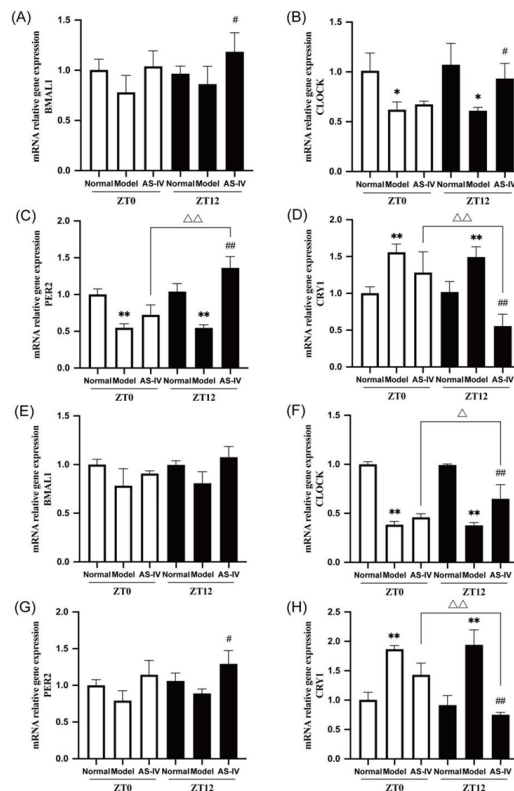 (A)
mRNA relative gene expression
BMAL1
1.5
1.0
0.5
0.0
#
Normal Model AS-IV Normal Model AS-IV
ZT0 ZT12
(B)
mRNA relative gene expression
CLOCK
1.5
1.0
0.5
0.0
* * #
Normal Model AS-IV Normal Model AS-IV
ZT0 ZT12
(C)
mRNA relative gene expression
PER2
2.0
1.5
1.0
0.5
0.0
△△
** ** ##
Normal Model AS-IV Normal Model AS-IV
ZT0 ZT12
(D)
mRNA relative gene expression
CRY1
2.0
1.5
1.0
0.5
0.0
△△
** ** ##
Normal Model AS-IV Normal Model AS-IV
ZT0 ZT12
(E)
mRNA relative gene expression
BMAL1
1.5
1.0
0.5
0.0
Normal Model AS-IV Normal Model AS-IV
ZT0 ZT12
(F)
mRNA relative gene expression
CLOCK
1.5
1.0
0.5
0.0
△
** ** ##
Normal Model AS-IV Normal Model AS-IV
ZT0 ZT12
(G)
mRNA relative gene expression
PER2
2.0
1.5
1.0
0.5
0.0
#
Normal Model AS-IV Normal Model AS-IV
ZT0 ZT12
(H)
mRNA relative gene expression
CRY1
2.5
2.0
1.5
1.0
0.5
0.0
△△
** ** ##
Normal Model AS-IV Normal Model AS-IV
ZT0 ZT12